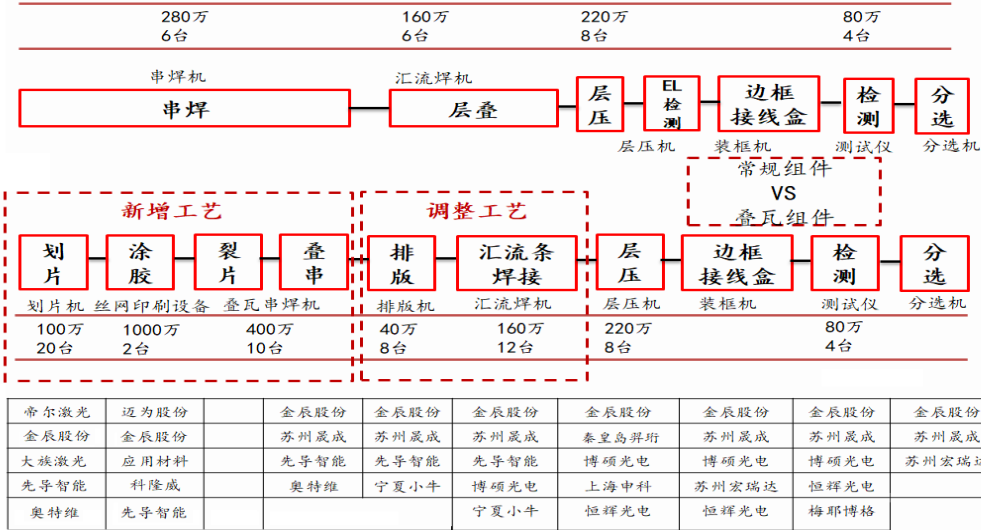 280万 160万 220万 80万
6台 6台 8台 4台
串焊机 汇流焊机
串焊 层叠 层压 EL检测 边框接线盒 检测 分选
层压机 装框机 测试仪 分选机
常规组件
VS
叠瓦组件
新增工艺 调整工艺
划片 涂胶 裂片 叠串 排版 汇流条焊接 层压 边框接线盒 检测 分选
划片机 丝网印刷设备 叠瓦串焊机 排版机 汇流焊机 层压机 装框机 测试仪 分选机
100万 1000万 400万 40万 160万 220万 80万
20台 2台 10台 8台 12台 8台 4台
帝尔激光 迈为股份 金辰股份 金辰股份 金辰股份 金辰股份 金辰股份 金辰股份 金辰股份
金辰股份 金辰股份 苏州晟成 苏州晟成 苏州晟成 秦皇岛羿珩 苏州晟成 苏州晟成 苏州晟成
大族激光 应用材料 先导智能 先导智能 先导智能 博硕光电 博硕光电 博硕光电 苏州宏瑞达
先导智能 科隆威 奥特维 宁夏小牛 博硕光电 上海申科 苏州宏瑞达 恒辉光电
奥特维 先导智能 宁夏小牛 恒辉光电 恒辉光电 梅耶博格